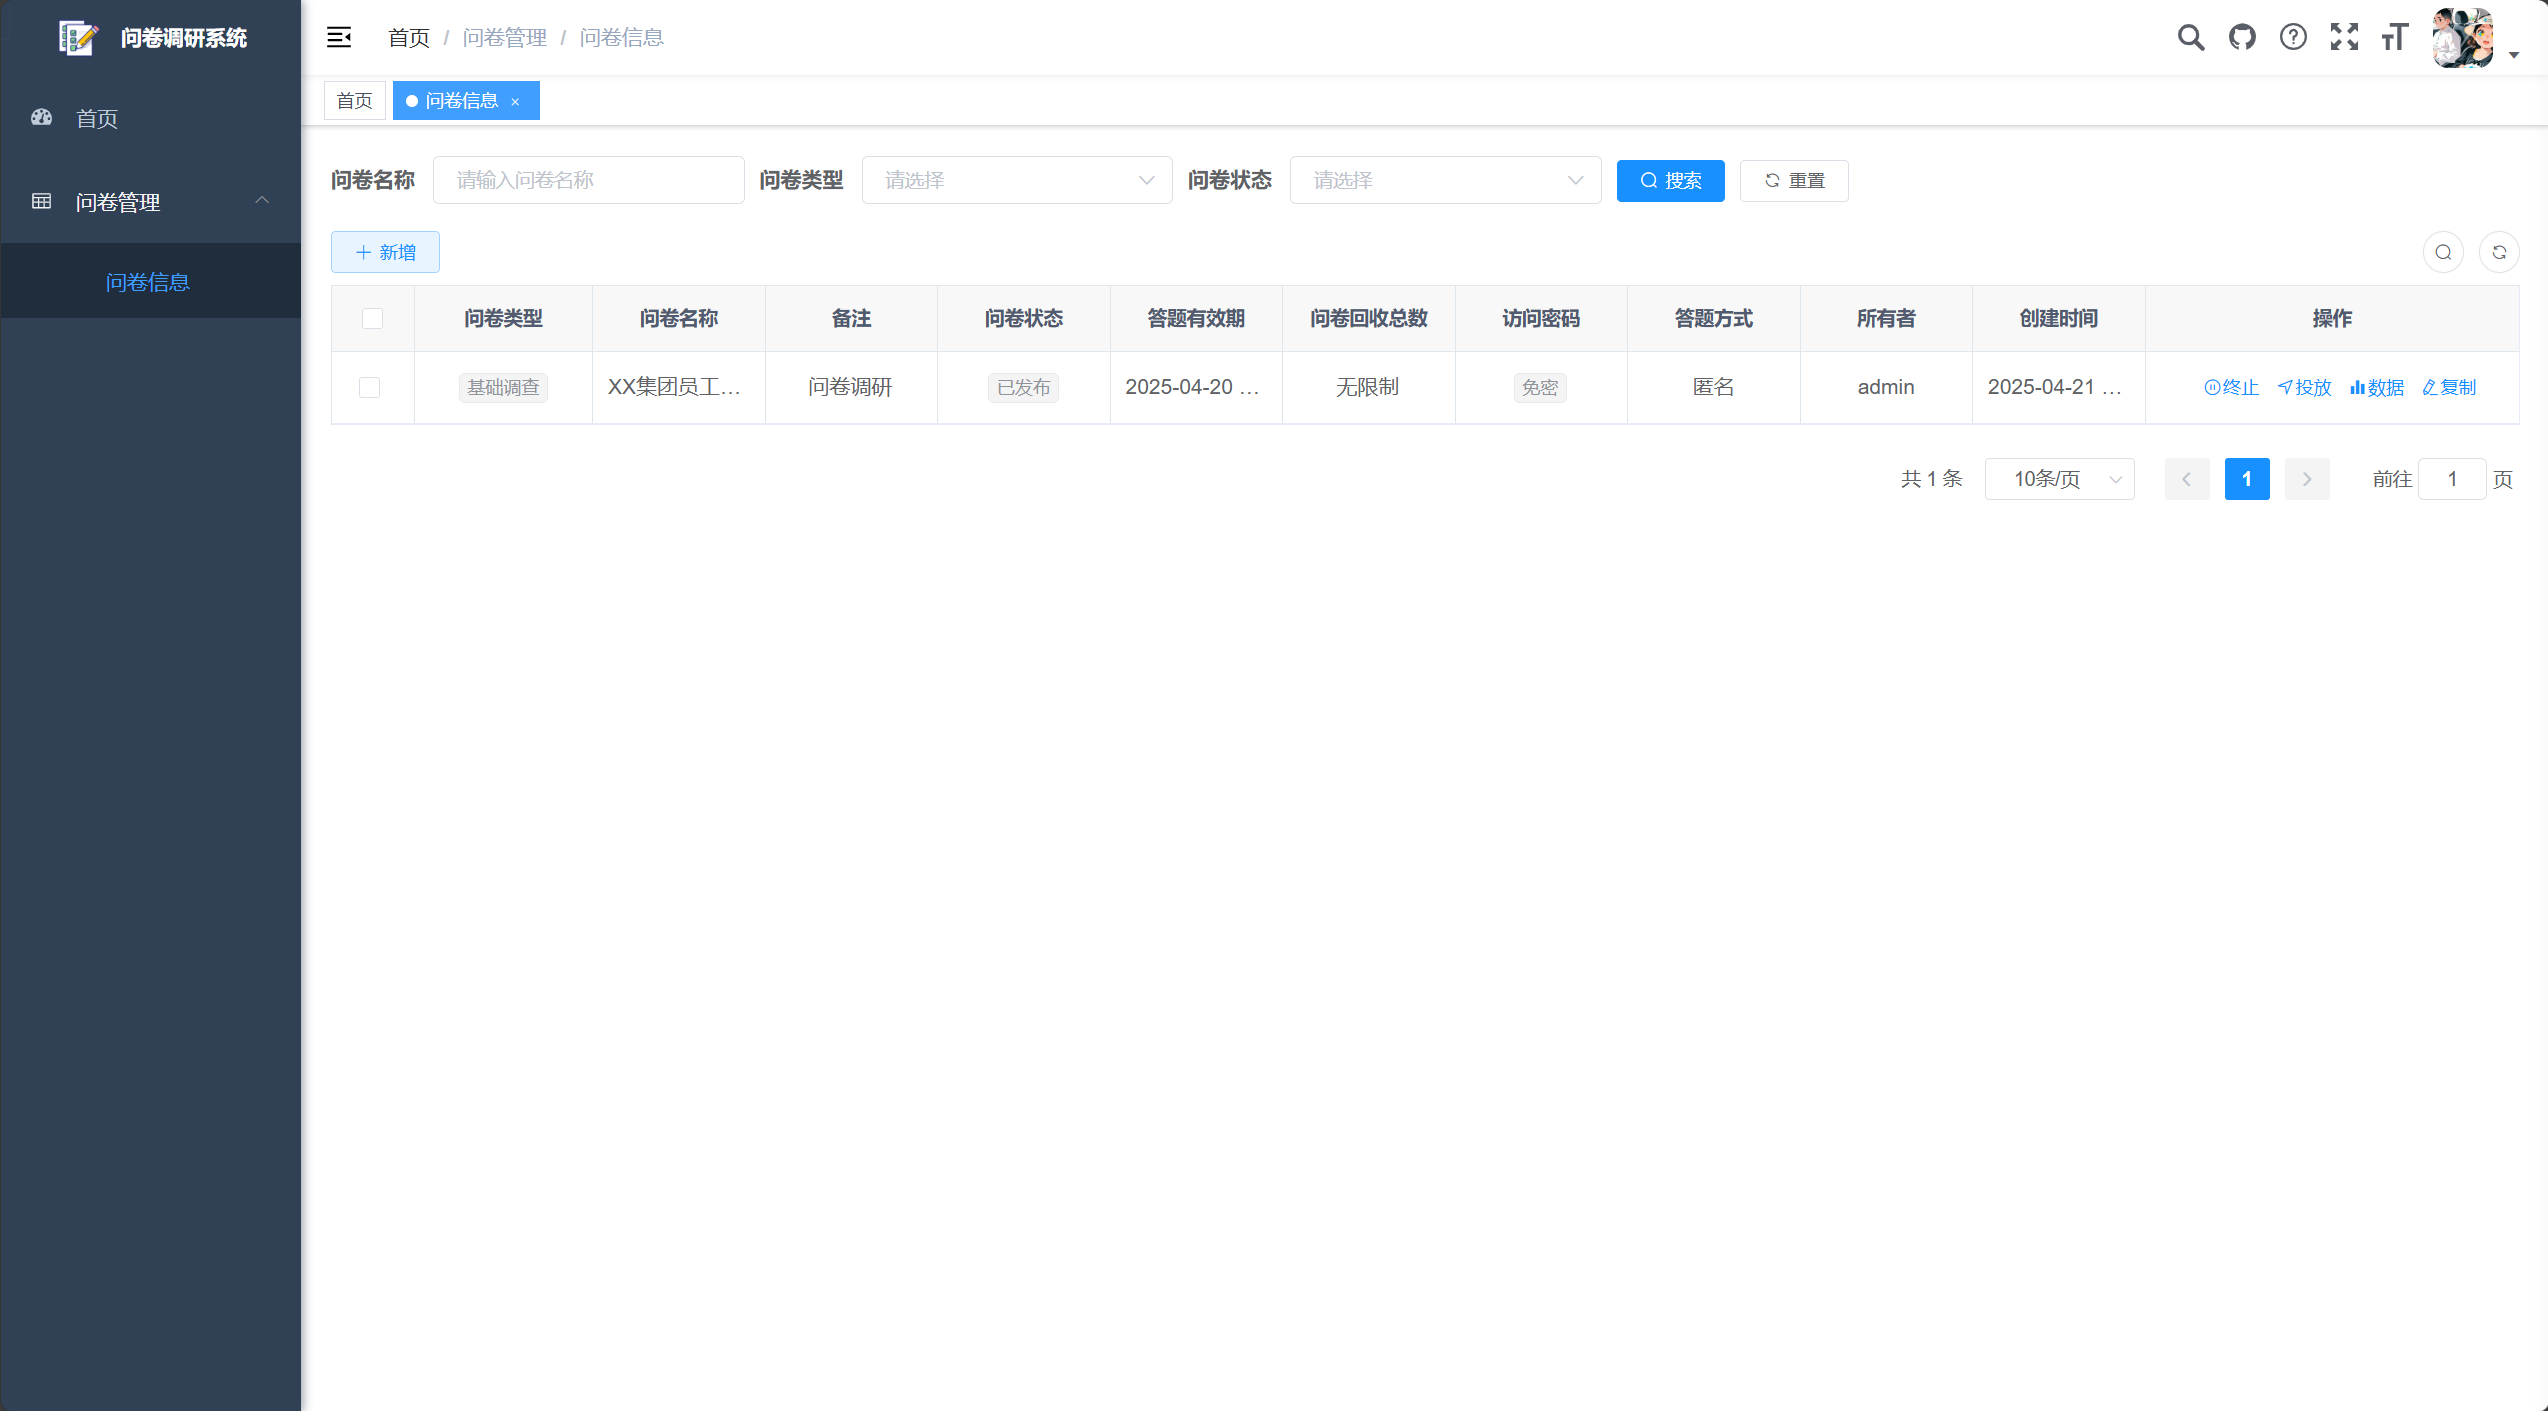 问卷调研系统
首页 / 问卷管理 / 问卷信息
首页
问卷管理
问卷信息
首页 问卷信息 ×
问卷名称 请输入问卷名称 问卷类型 请选择 问卷状态 请选择 搜索 重置
+ 新增
问卷类型 问卷名称 备注 问卷状态 答题有效期 问卷回收总数 访问密码 答题方式 所有者 创建时间 操作
基础调查 XX集团员工… 问卷调研 已发布 2025-04-20 … 无限制 免密 匿名 admin 2025-04-21 … 终止 投放 数据 复制
共 1 条 10条/页 1 前往 1 页